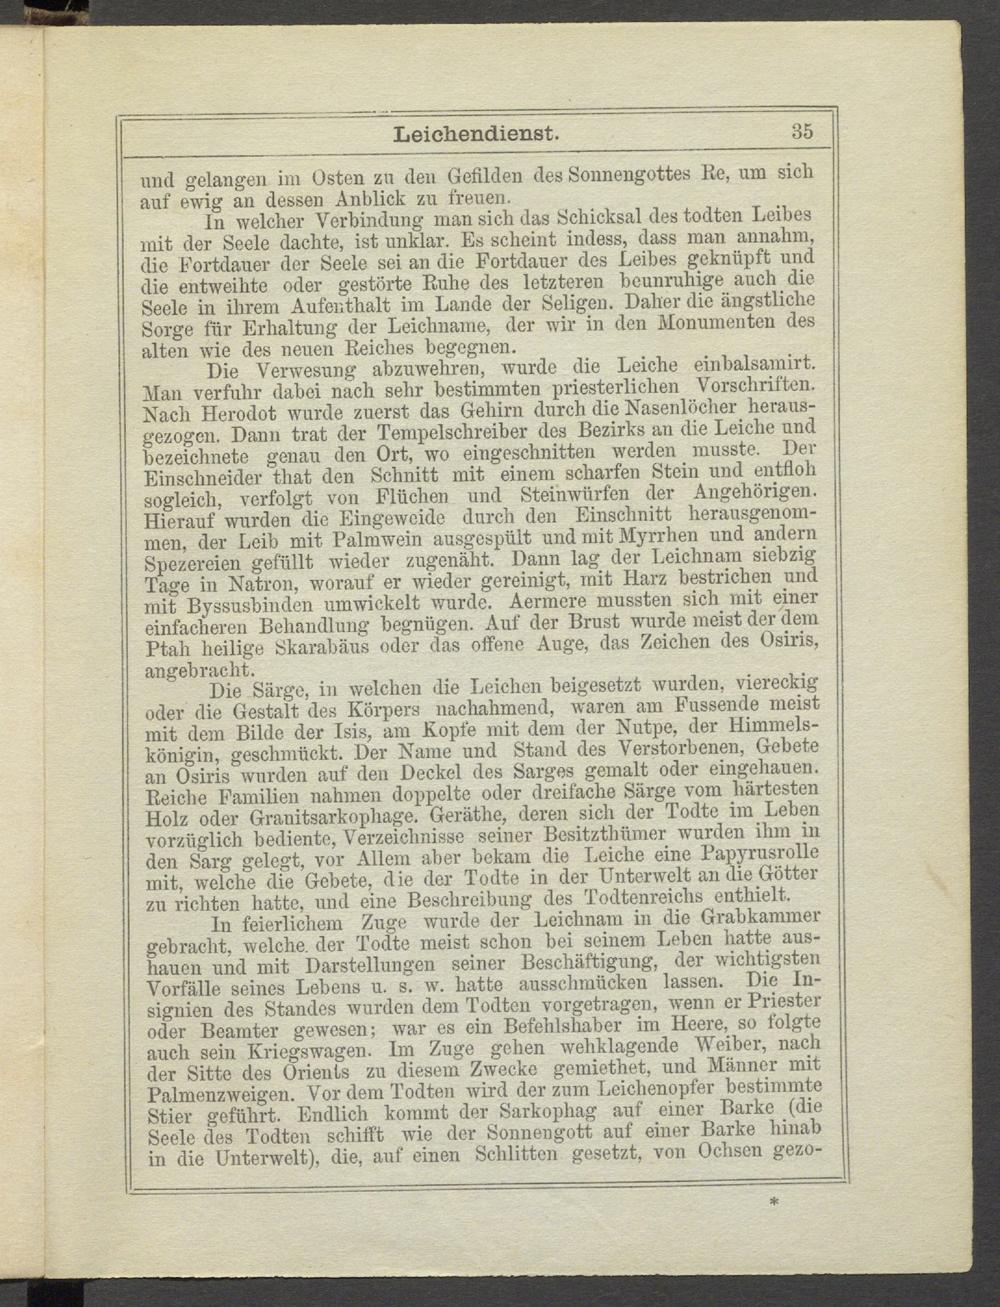 Leichendienst. 35
und gelangen im Osten zu den Gefilden des Sonnengottes Re, um sich
auf ewig an dessen Anblick zu freuen.
In welcher Verbindung man sich das Schicksal des todten Leibes
mit der Seele dachte, ist unklar. Es scheint indess, dass man annahm,
die Fortdauer der Seele sei an die Fortdauer des Leibes geknüpft und
die entweihte oder gestörte Ruhe des letzteren beunruhige auch die
Seele in ihrem Aufenthalt im Lande der Seligen. Daher die ängstliche
Sorge für Erhaltung der Leichname, der wir in den Monumenten des
alten wie des neuen Reiches begegnen.
Die Verwesung abzuwehren, wurde die Leiche einbalsamirt.
Man verfuhr dabei nach sehr bestimmten priesterlichen Vorschriften.
Nach Herodot wurde zuerst das Gehirn durch die Nasenlöcher heraus-
gezogen. Dann trat der Tempelschreiber des Bezirks an die Leiche und
bezeichnete genau den Ort, wo eingeschnitten werden musste. Der
Einschneider that den Schnitt mit einem scharfen Stein und entfloh
sogleich, verfolgt von Flüchen und Steinwürfen der Angehörigen.
Hierauf wurden die Eingeweide durch den Einschnitt herausgenom-
men, der Leib mit Palmwein ausgespült und mit Myrrhen und andern
Spezereien gefüllt wieder zugenäht. Dann lag der Leichnam siebzig
Tage in Natron, worauf er wieder gereinigt, mit Harz bestrichen und
mit Byssusbinden umwickelt wurde. Aermere mussten sich mit einer
einfacheren Behandlung begnügen. Auf der Brust wurde meist der dem
Ptah heilige Skarabäus oder das offene Auge, das Zeichen des Osiris,
angebracht.
Die Särge, in welchen die Leichen beigesetzt wurden, viereckig
oder die Gestalt des Körpers nachahmend, waren am Fussende meist
mit dem Bilde der Isis, am Kopfe mit dem der Nutpe, der Himmels-
königin, geschmückt. Der Name und Stand des Verstorbenen, Gebete
an Osiris wurden auf den Deckel des Sarges gemalt oder eingehauen.
Reiche Familien nahmen doppelte oder dreifache Särge vom härtesten
Holz oder Granitsarkophage. Geräthe, deren sich der Todte im Leben
vorzüglich bediente, Verzeichnisse seiner Besitzthümer wurden ihm in
den Sarg gelegt, vor Allem aber bekam die Leiche eine Papyrusrolle
mit, welche die Gebete, die der Todte in der Unterwelt an die Götter
zu richten hatte, und eine Beschreibung des Todtenreichs enthielt.
In feierlichem Zuge wurde der Leichnam in die Grabkammer
gebracht, welche der Todte meist schon bei seinem Leben hatte aus-
hauen und mit Darstellungen seiner Beschäftigung, der wichtigsten
Vorfälle seines Lebens u. s. w. hatte ausschmücken lassen. Die In-
signien des Standes wurden dem Todten vorgetragen, wenn er Priester
oder Beamter gewesen; war es ein Befehlshaber im Heere, so folgte
auch sein Kriegswagen. Im Zuge gehen wehklagende Weiber, nach
der Sitte des Orients zu diesem Zwecke gemiethet, und Männer mit
Palmenzweigen. Vor dem Todten wird der zum Leichenopfer bestimmte
Stier geführt. Endlich kommt der Sarkophag auf einer Barke (die
Seele des Todten schifft wie der Sonnengott auf einer Barke hinab
in die Unterwelt), die, auf einen Schlitten gesetzt, von Ochsen gezo-
*